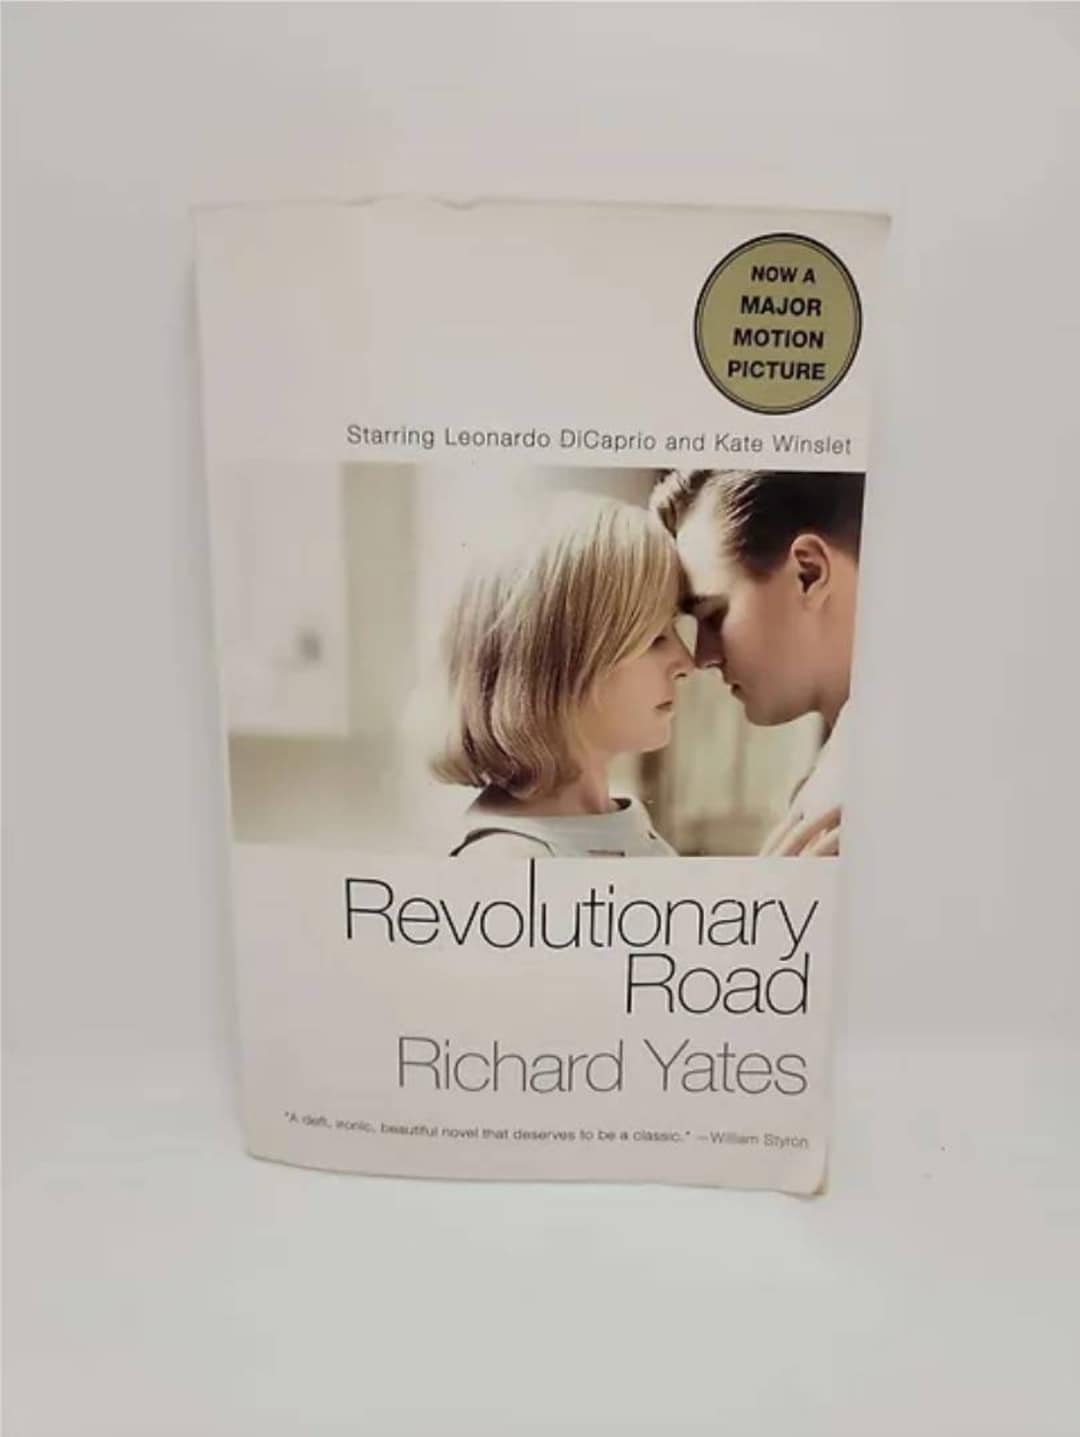 NOW A
MAJOR
MOTION
PICTURE
Starring Leonardo DiCaprio and Kate Winslet
Revolutionary
Road
Richard Yates
"A deft, ironic, beautiful novel that deserves to be a classic." —William Styron